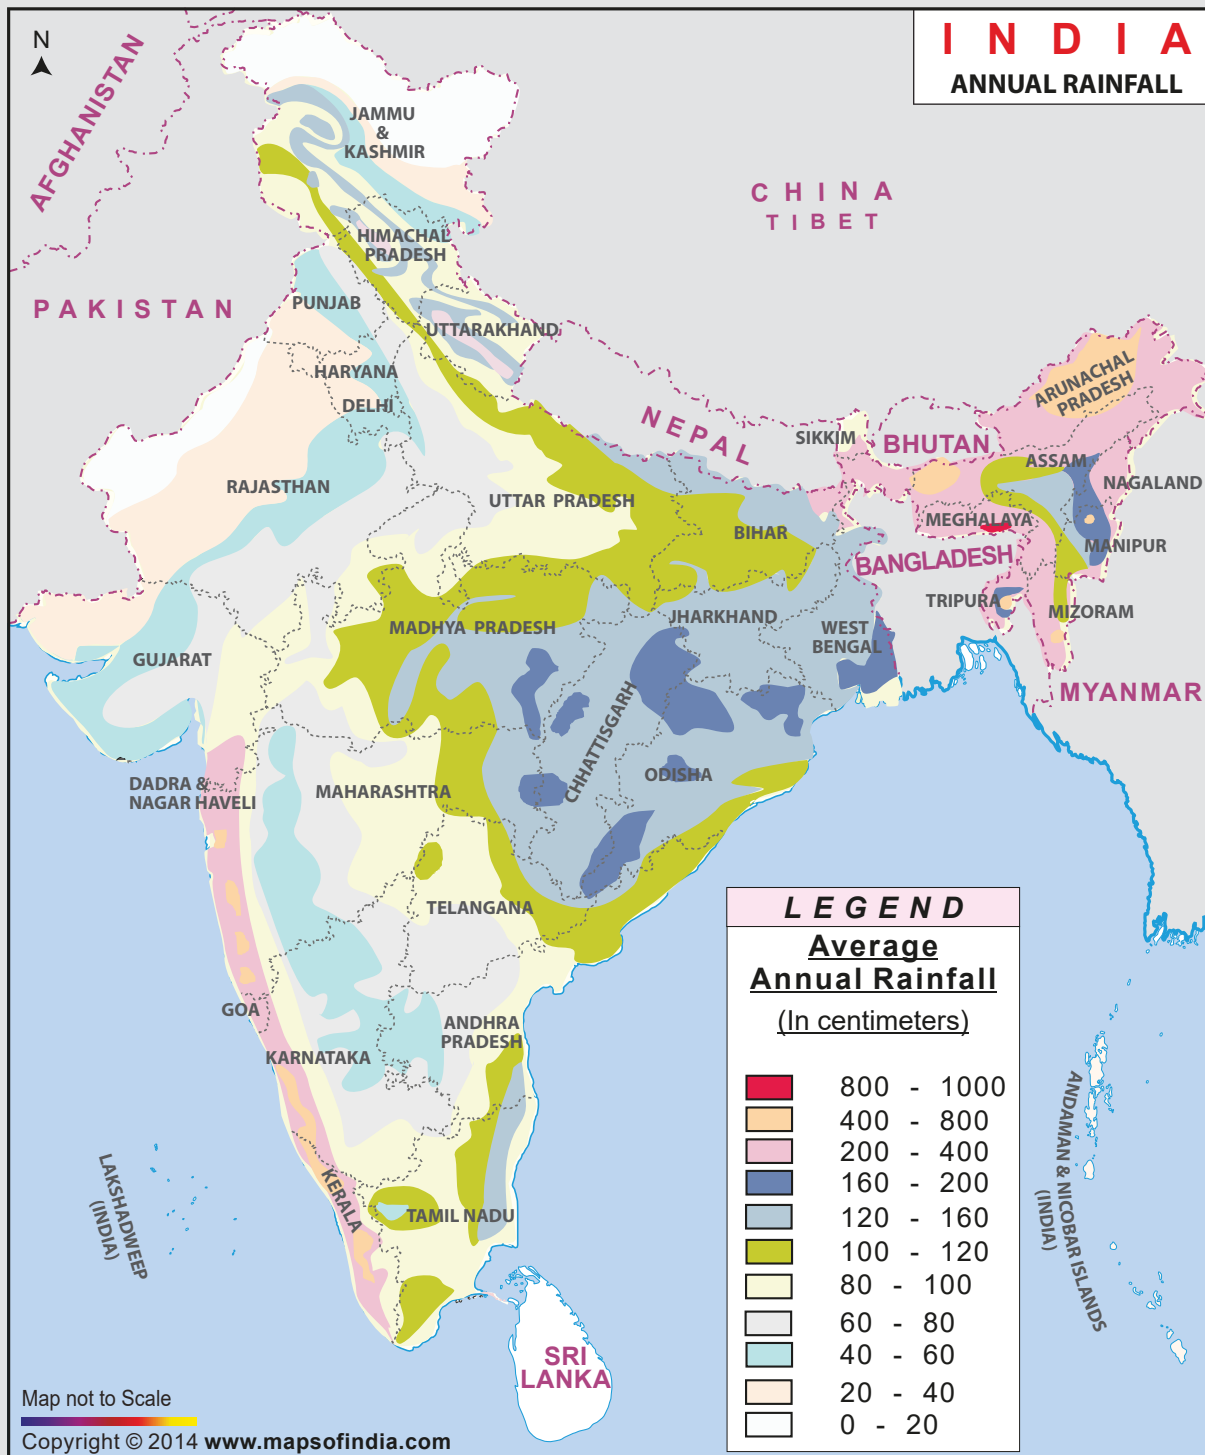 N
I N D I A
ANNUAL RAINFALL
AFGHANISTAN
JAMMU
&
KASHMIR
C H I N A
T I B E T
HIMACHAL
PRADESH
P A K I S T A N
PUNJAB
UTTARAKHAND
HARYANA
DELHI
ARUNACHAL
PRADESH
NEPAL
SIKKIM
BHUTAN
ASSAM
NAGALAND
RAJASTHAN
UTTAR PRADESH
BIHAR
MEGHALAYA
MANIPUR
BANGLADESH
TRIPURA
MIZORAM
MADHYA PRADESH
JHARKHAND
WEST
BENGAL
GUJARAT
MYANMAR
CHHATTISGARH
ODISHA
DADRA &
NAGAR HAVELI
MAHARASHTRA
TELANGANA
GOA
ANDHRA
PRADESH
KARNATAKA
LAKSHADWEEP
(INDIA)
KERALA
TAMIL NADU
ANDAMAN & NICOBAR ISLANDS
(INDIA)
SRI
LANKA
LEGEND
Average
Annual Rainfall
(In centimeters)
800 - 1000
400 - 800
200 - 400
160 - 200
120 - 160
100 - 120
80 - 100
60 - 80
40 - 60
20 - 40
0 - 20
Map not to Scale
Copyright © 2014 www.mapsofindia.com